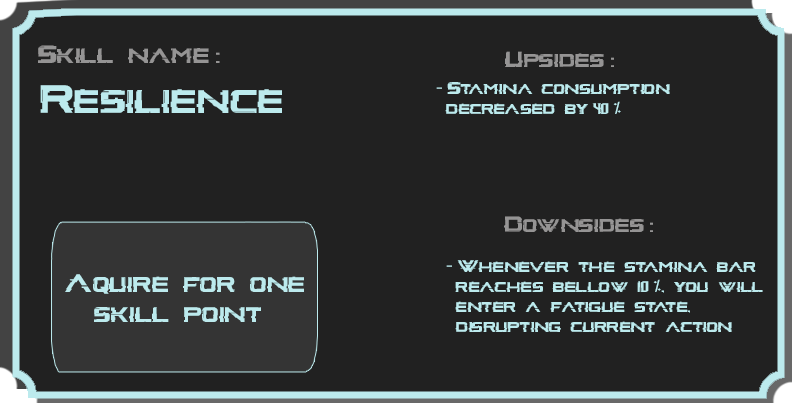 Skill name:
Resilience
Aquire for one
skill point
Upsides:
- Stamina consumption
decreased by 40%
Downsides:
- Whenever the stamina bar
reaches bellow 10%, you will
enter a fatigue state,
disrupting current action